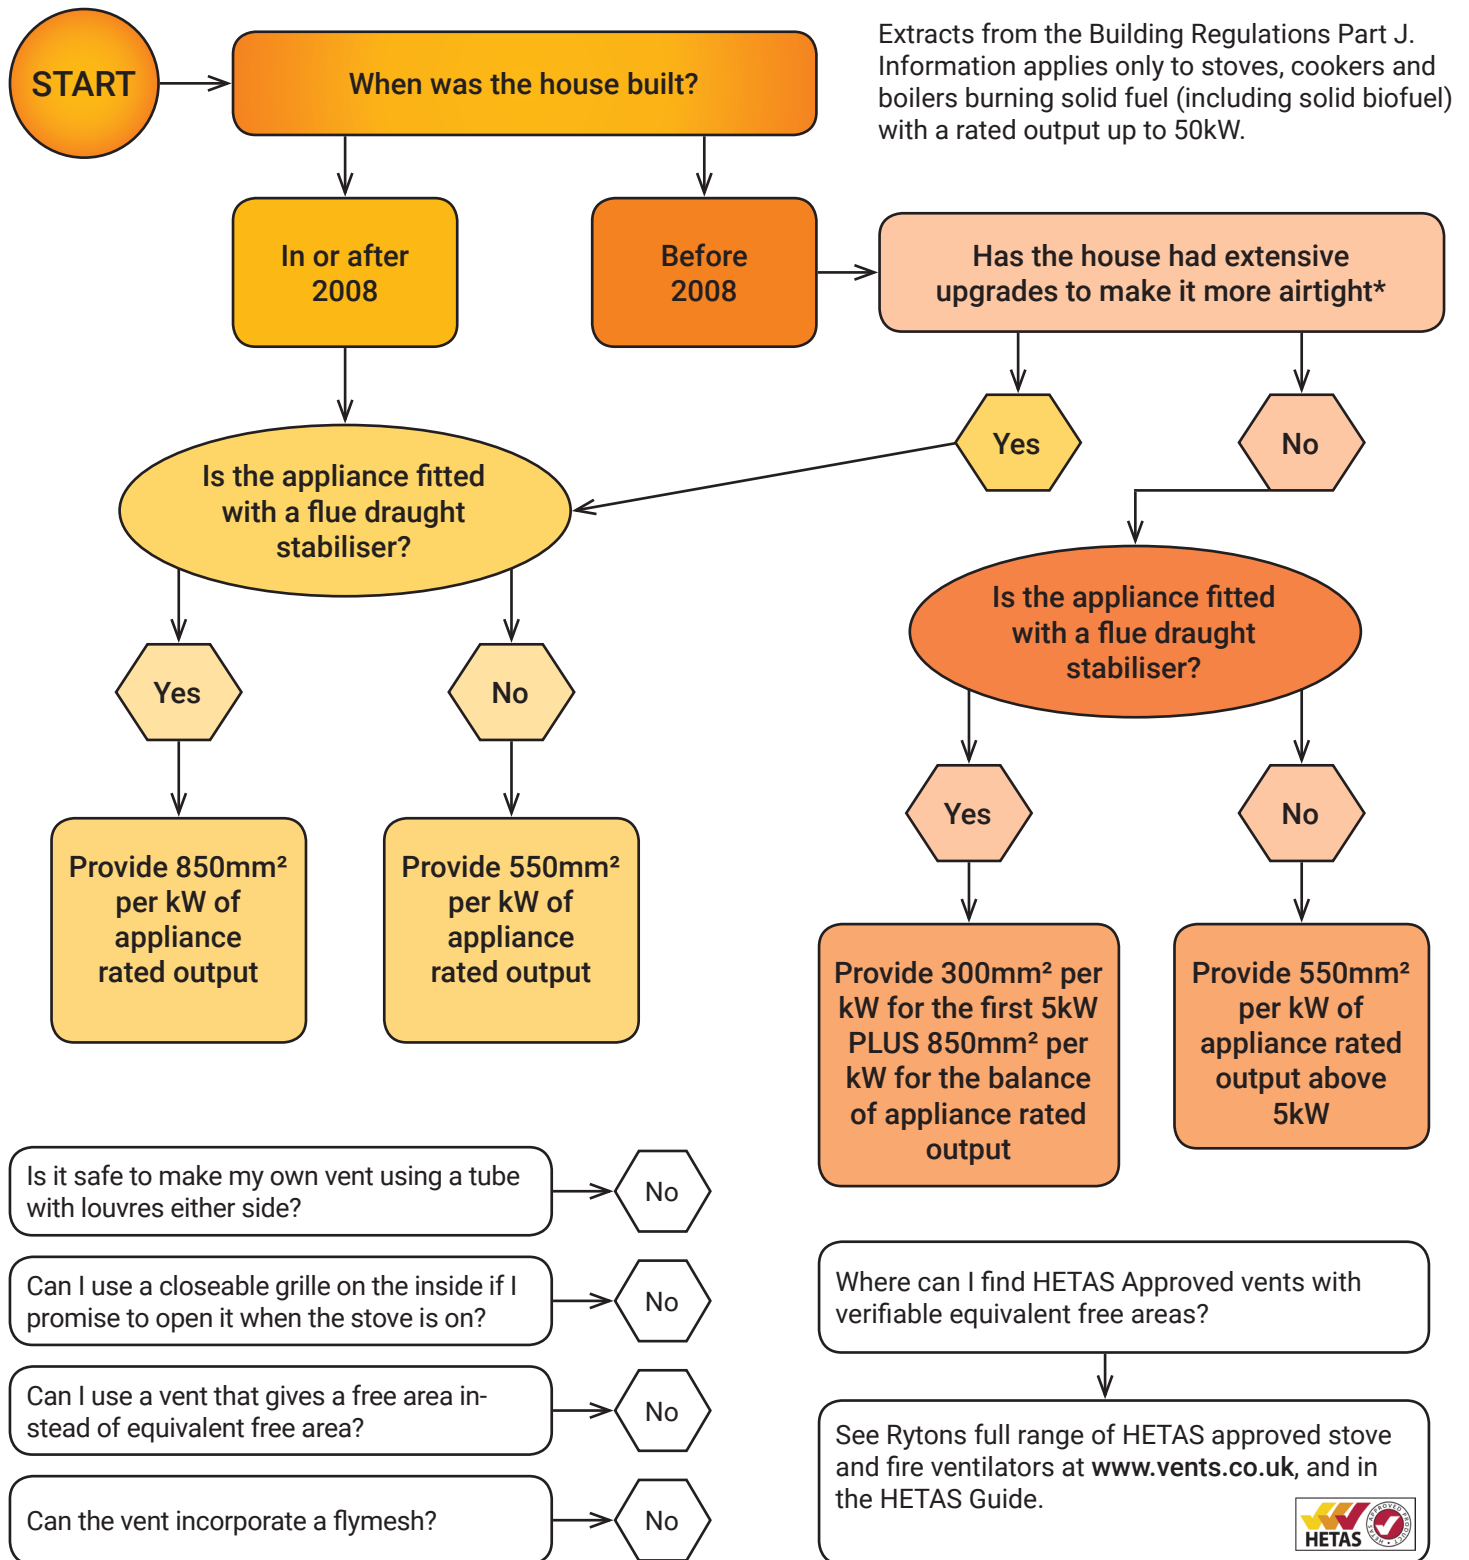 START
When was the house built?
Extracts from the Building Regulations Part J.
Information applies only to stoves, cookers and
boilers burning solid fuel (including solid biofuel)
with a rated output up to 50kW.
In or after
2008
Before
2008
Has the house had extensive
upgrades to make it more airtight*
Yes
No
Is the appliance fitted
with a flue draught
stabiliser?
Is the appliance fitted
with a flue draught
stabiliser?
Yes
No
Yes
No
Provide 850mm²
per kW of
appliance
rated output
Provide 550mm²
per kW of
appliance
rated output
Provide 300mm² per
kW for the first 5kW
PLUS 850mm² per
kW for the balance
of appliance rated
output
Provide 550mm²
per kW of
appliance rated
output above
5kW
Is it safe to make my own vent using a tube
with louvres either side?
No
Can I use a closeable grille on the inside if I
promise to open it when the stove is on?
No
Can I use a vent that gives a free area in-
stead of equivalent free area?
No
Can the vent incorporate a flymesh?
No
Where can I find HETAS Approved vents with
verifiable equivalent free areas?
See Rytons full range of HETAS approved stove
and fire ventilators at www.vents.co.uk, and in
the HETAS Guide.
HETAS
HETAS APPROVED PRODUCT